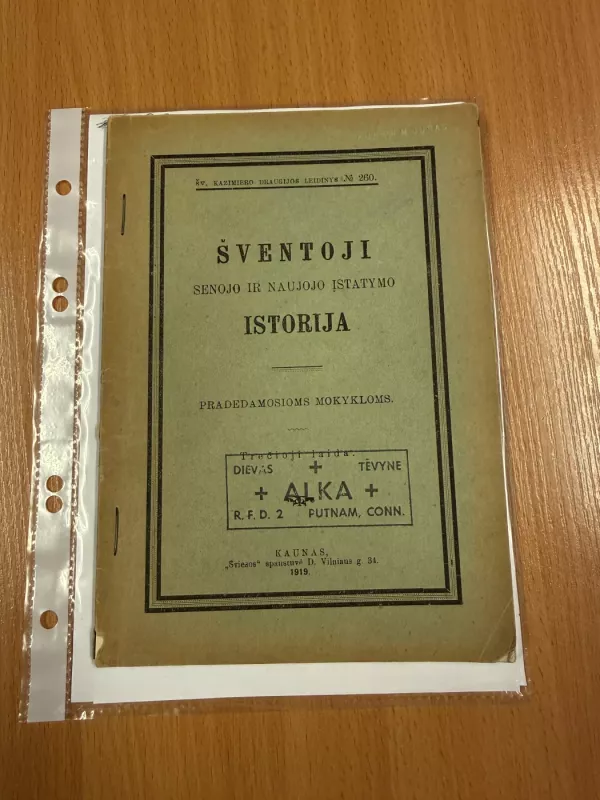 Šv. KAZIMIERO DRAUGIJOS LEIDINYS № 260.
ŠVENTOJI
SENOJO IR NAUJOJO ĮSTATYMO
ISTORIJA
PRADEDAMOSIOMS MOKYKLOMS.
Trečioji laida.
DIEVAS + TĖVYNE
+ ALKA +
R. F. D. 2 PUTNAM, CONN.
KAUNAS,
„Šviesos“ spaustuvė D. Vilniaus g. 34.
1919.